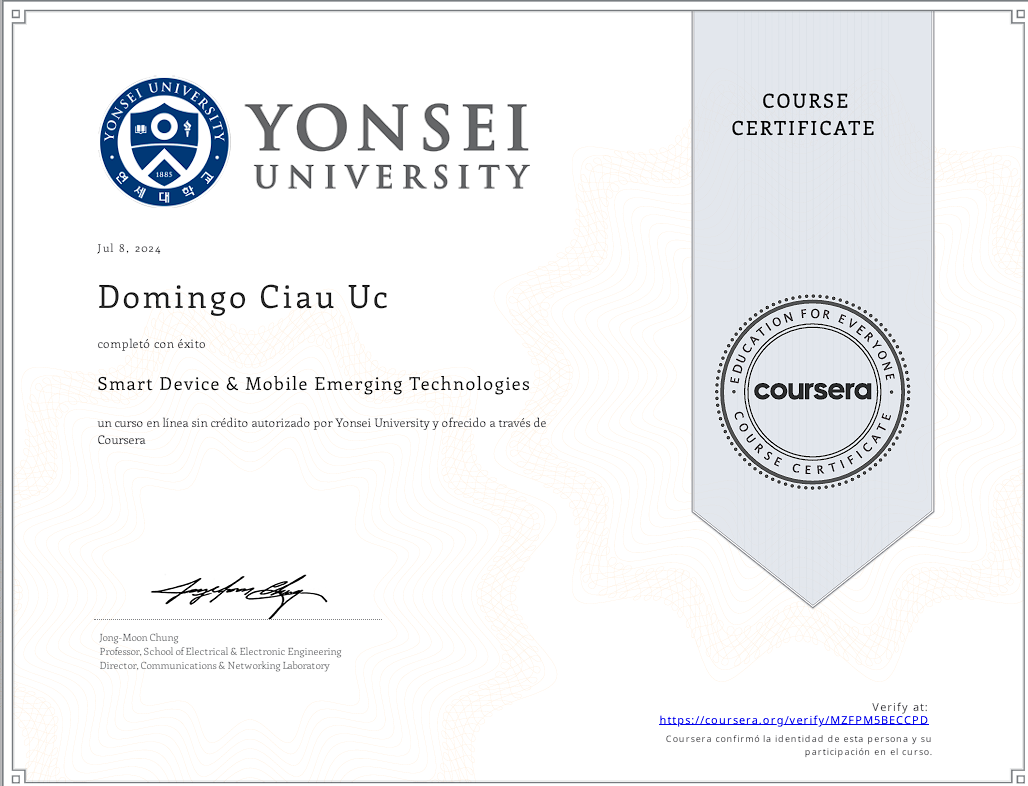 YONSEI UNIVERSITY
1885
연세대학교
YONSEI
UNIVERSITY
Jul 8, 2024
Domingo Ciau Uc
completó con éxito
Smart Device & Mobile Emerging Technologies
un curso en línea sin crédito autorizado por Yonsei University y ofrecido a través de
Coursera
Jong-Moon Chung
Professor, School of Electrical & Electronic Engineering
Director, Communications & Networking Laboratory
COURSE
CERTIFICATE
EDUCATION FOR EVERYONE
coursera
COURSE CERTIFICATE
Verify at:
https://coursera.org/verify/MZFPM5BECCPD
Coursera confirmó la identidad de esta persona y su
participación en el curso.